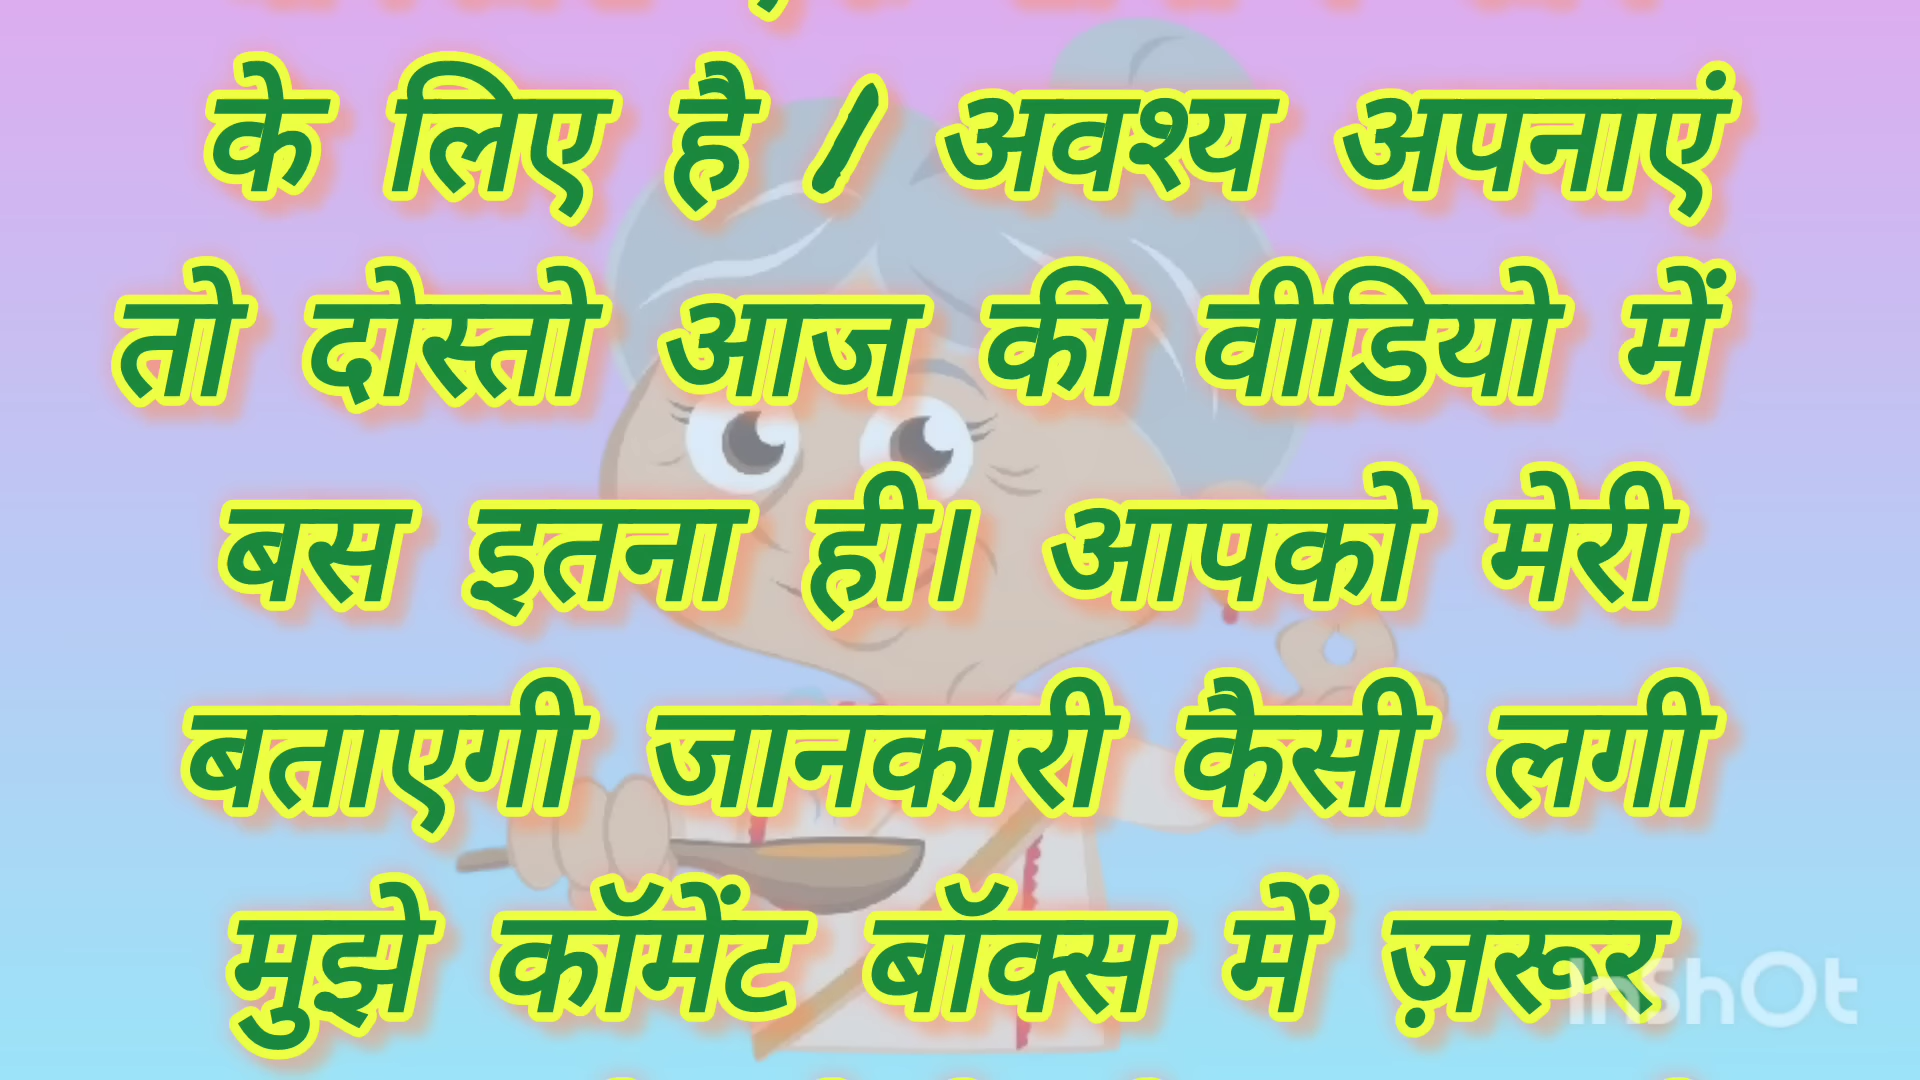 के लिए है / अवश्य अपनाएं
तो दोस्तो आज की वीडियो में
बस इतना ही। आपको मेरी
बताएगी जानकारी कैसी लगी
मुझे कॉमेंट बॉक्स में ज़रूर
InShOt